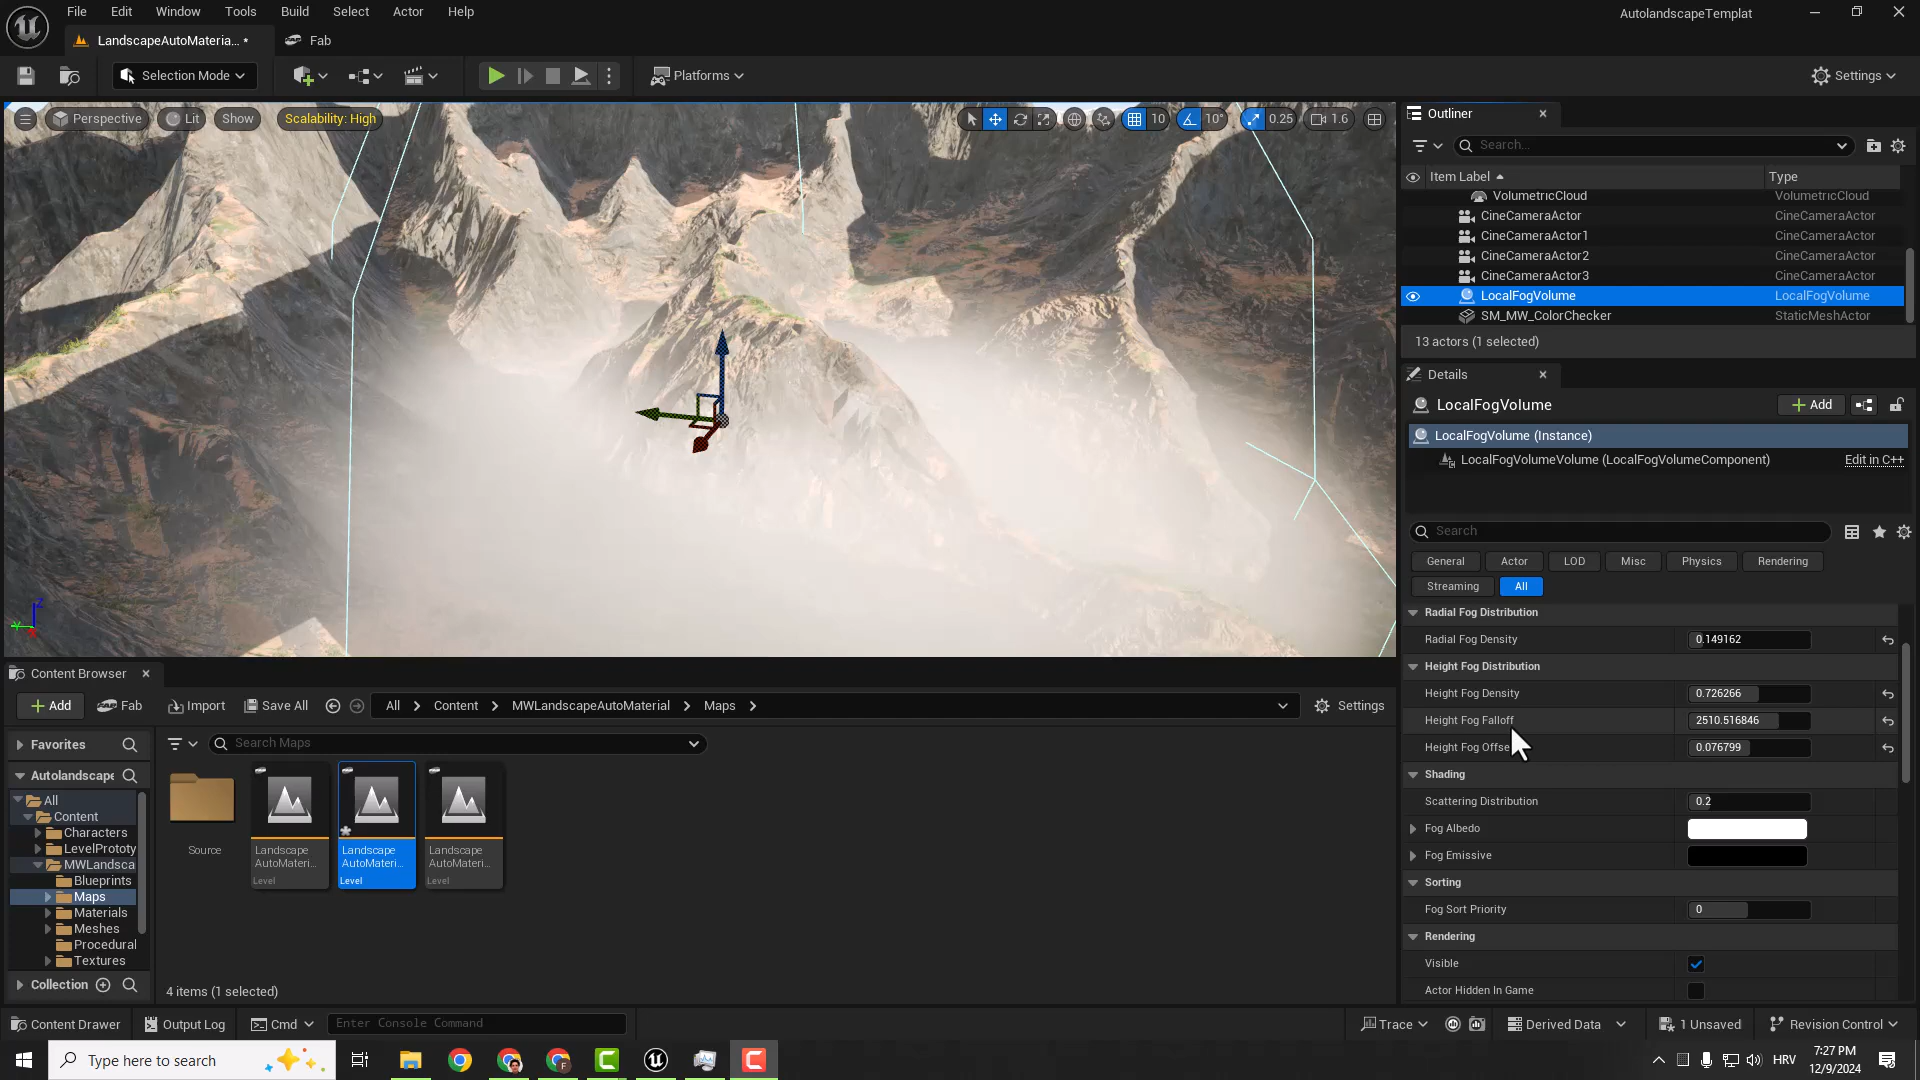 File Edit Window Tools Build Select Actor Help
AutolandscapeTemplat
LandscapeAutoMateria... •
Fab
Selection Mode
Platforms
Settings
Perspective
Lit
Show
Scalability: High
10
10°
0.25
1.6
Outliner
Search...
Item Label
Type
VolumetricCloud VolumetricCloud
CineCameraActor CineCameraActor
CineCameraActor1 CineCameraActor
CineCameraActor2 CineCameraActor
CineCameraActor3 CineCameraActor
LocalFogVolume LocalFogVolume
SM_MW_ColorChecker StaticMeshActor
13 actors (1 selected)
Details
LocalFogVolume
Add
LocalFogVolume (Instance)
LocalFogVolumeVolume (LocalFogVolumeComponent) Edit in C++
Search
General Actor LOD Misc Physics Rendering
Streaming All
Radial Fog Distribution
Radial Fog Density 0.149162
Height Fog Distribution
Height Fog Density 0.726266
Height Fog Falloff 2510.516846
Height Fog Offse 0.076799
Shading
Scattering Distribution 0.2
Fog Albedo
Fog Emissive
Sorting
Fog Sort Priority 0
Rendering
Visible
Actor Hidden In Game
Content Browser
Add Fab Import Save All All Content MWLandscapeAutoMaterial Maps Settings
Favorites
Search Maps
Autolandscape
All
Content
Characters
LevelPrototy
MWLandsca
Blueprints
Maps
Materials
Meshes
Procedural
Textures
Collection
Source
Landscape
AutoMateri...
Level
Landscape
AutoMateri...
Level
Landscape
AutoMateri...
Level
4 items (1 selected)
Content Drawer Output Log Cmd Enter Console Command Trace Derived Data 1 Unsaved Revision Control
Type here to search
HRV
7:27 PM
12/9/2024